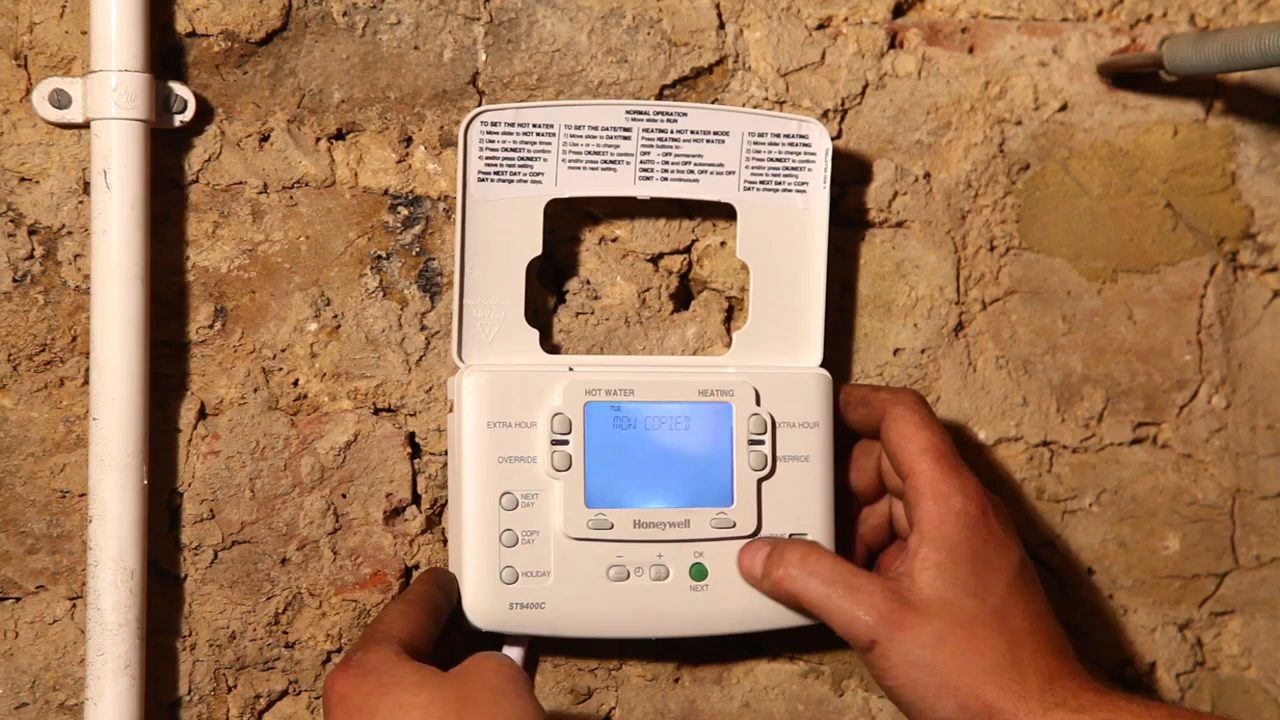 NORMAL OPERATION
1) Move slider to RUN
TO SET THE HOT WATER
1) Move slider to HOT WATER
2) Use + or – to change times
3) Press OK/NEXT to confirm
4) and/or press OK/NEXT to
move to next setting
Press NEXT DAY or COPY
DAY to change other days.
TO SET THE DATE/TIME
1) Move slider to DAY/TIME
2) Use + or – to change
3) Press OK/NEXT to confirm
4) and/or press OK/NEXT to
move to next setting.
HEATING & HOT WATER MODE
Press HEATING and HOT WATER
mode buttons to:-
OFF = OFF permanently
AUTO = ON and OFF automatically
ONCE = ON at first ON, OFF at last OFF
CONT = ON continuously
TO SET THE HEATING
1) Move slider to HEATING
2) Use + or – to change times
3) Press OK/NEXT to confirm
4) and/or press OK/NEXT to
move to next setting
Press NEXT DAY or COPY
DAY to change other days.
HOT WATER HEATING
TUE
MON COPIED
EXTRA HOUR
EXTRA HOUR
OVERRIDE
OVERRIDE
NEXT
DAY
COPY
DAY
HOLIDAY
Honeywell
– +
OK
NEXT
ST9400C